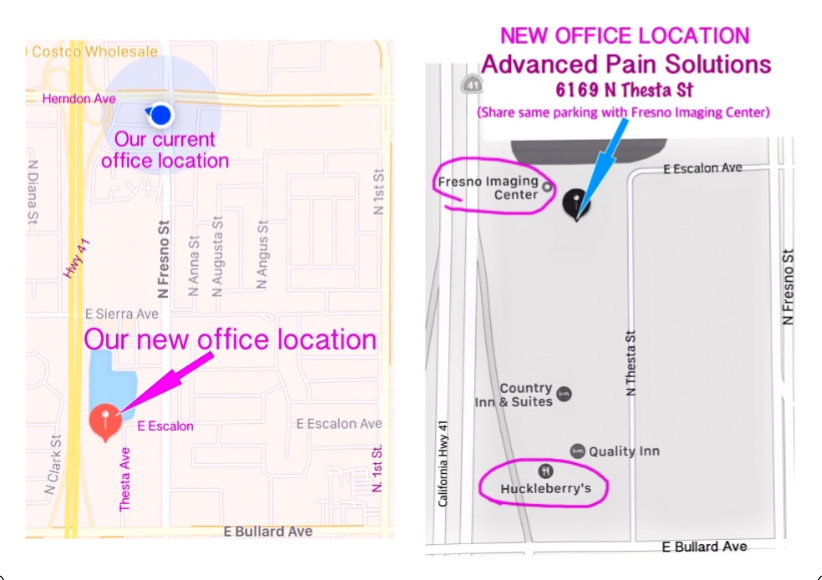 Costco Wholesale
Herndon Ave
Our current
office location
N Diana St
Hwy 41
N Fresno St
N Anna St
N Augusta St
N Angus St
N 1st St
E Sierra Ave
Our new office location
E Escalon
E Escalon Ave
N Clark St
Thesta Ave
N. 1st St.
E Bullard Ave
NEW OFFICE LOCATION
Advanced Pain Solutions
6169 N Thesta St
(Share same parking with Fresno Imaging Center)
41
E Escalon Ave
Fresno Imaging
Center
N Fresno St
N Thesta St
Country
Inn & Suites
Quality Inn
California Hwy 41
Huckleberry's
E Bullard Ave